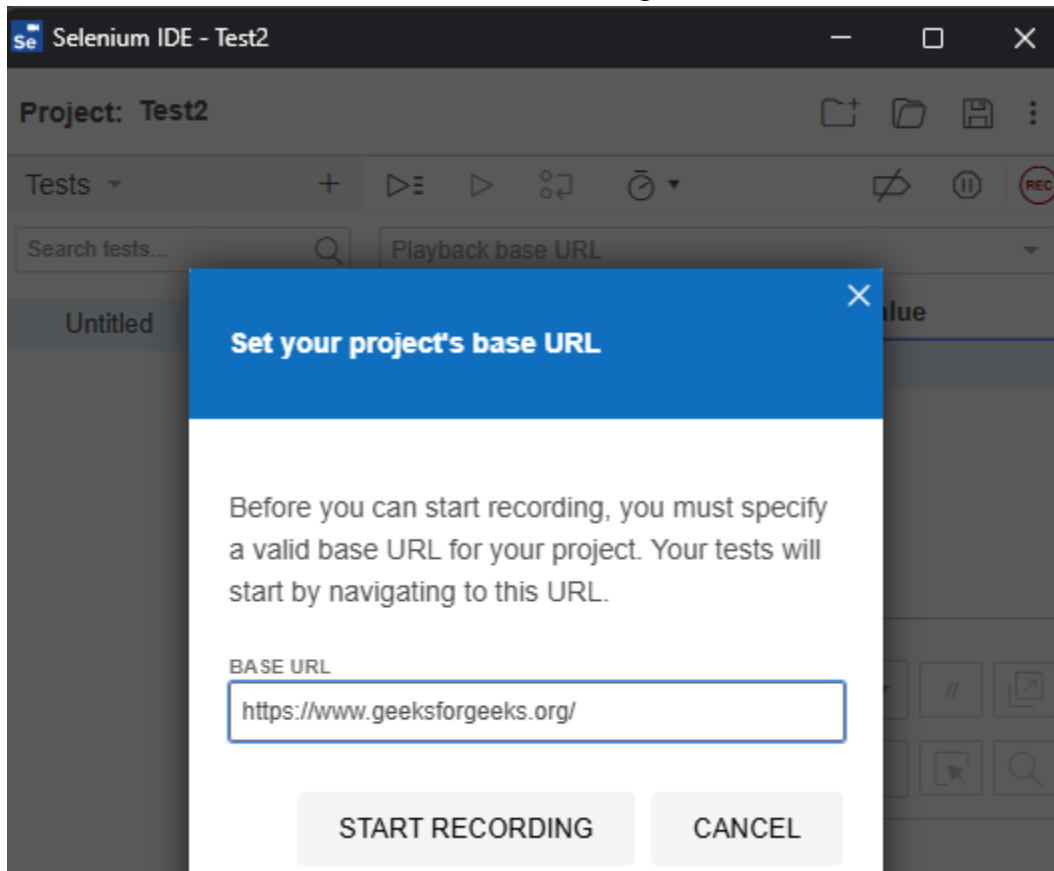 Se Selenium IDE - Test2
Project: Test2
Tests
REC
Search tests...
Playback base URL
Untitled
alue
Set your project's base URL
Before you can start recording, you must specify
a valid base URL for your project. Your tests will
start by navigating to this URL.
BASE URL
https://www.geeksforgeeks.org/
//
START RECORDING CANCEL